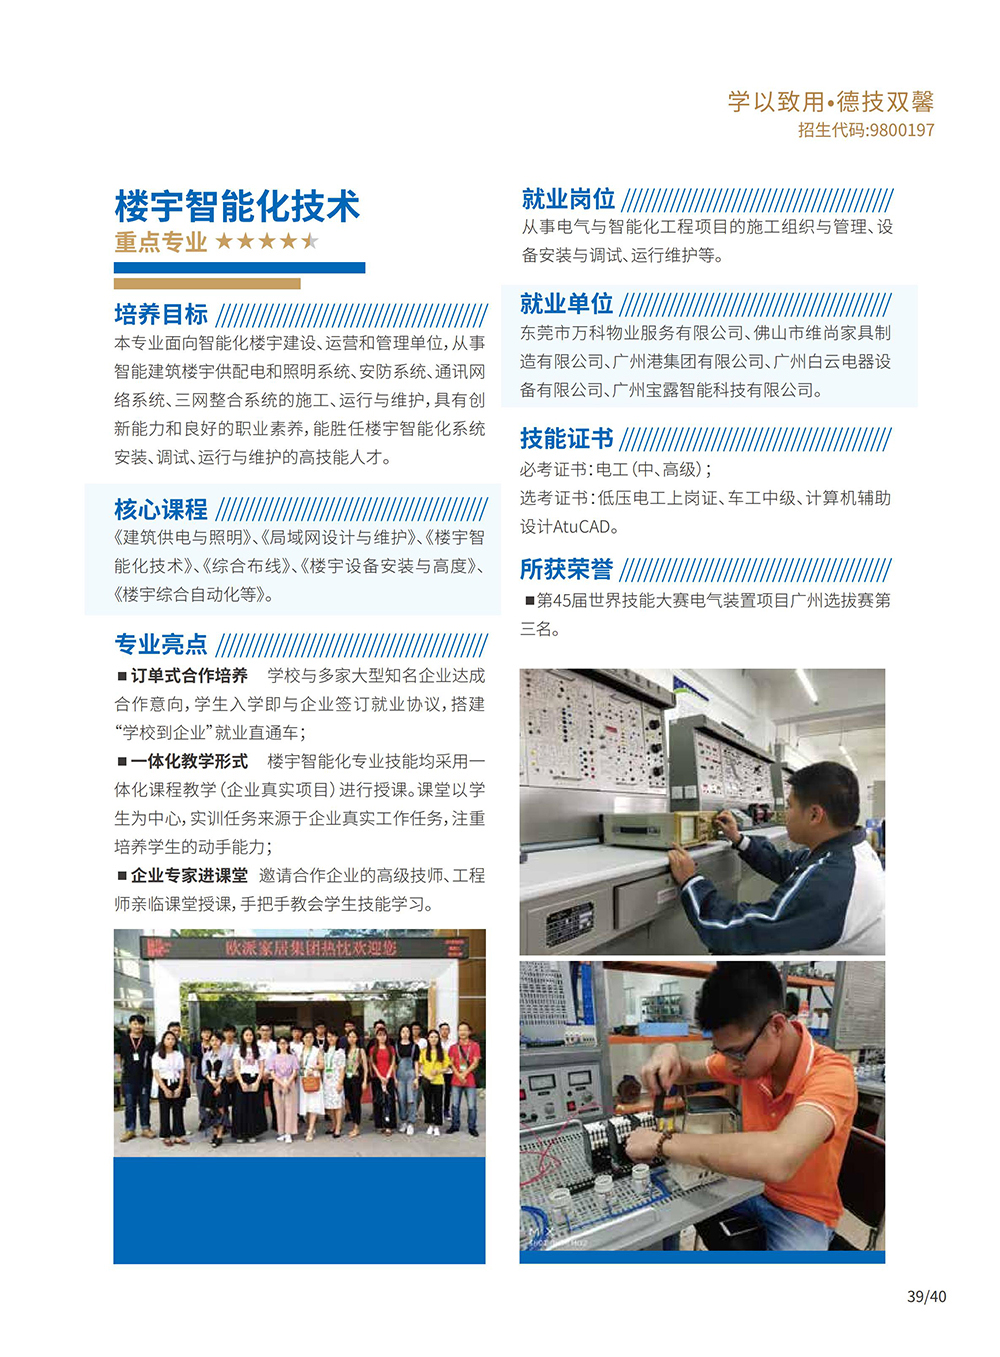 学以致用•德技双馨
招生代码:9800197
楼宇智能化技术
重点专业
培养目标
本专业面向智能化楼宇建设、运营和管理单位,从事
智能建筑楼宇供配电和照明系统、安防系统、通讯网
络系统、三网整合系统的施工、运行与维护,具有创
新能力和良好的职业素养,能胜任楼宇智能化系统
安装、调试、运行与维护的高技能人才。
核心课程
《建筑供电与照明》、《局域网设计与维护》、《楼宇智
能化技术》、《综合布线》、《楼宇设备安装与高度》、
《楼宇综合自动化等》。
专业亮点
■订单式合作培养 学校与多家大型知名企业达成
合作意向,学生入学即与企业签订就业协议,搭建
“学校到企业”就业直通车;
■一体化教学形式 楼宇智能化专业技能均采用一
体化课程教学(企业真实项目)进行授课。课堂以学
生为中心,实训任务来源于企业真实工作任务,注重
培养学生的动手能力;
■企业专家进课堂 邀请合作企业的高级技师、工程
师亲临课堂授课,手把手教会学生技能学习。
欧派家居集团热忱欢迎您
就业岗位
从事电气与智能化工程项目的施工组织与管理、设
备安装与调试、运行维护等。
就业单位
东莞市万科物业服务有限公司、佛山市维尚家具制
造有限公司、广州港集团有限公司、广州白云电器设
备有限公司、广州宝露智能科技有限公司。
技能证书
必考证书:电工(中、高级);
选考证书:低压电工上岗证、车工中级、计算机辅助
设计AtuCAD。
所获荣誉
■第45届世界技能大赛电气装置项目广州选拔赛第
三名。
39/40